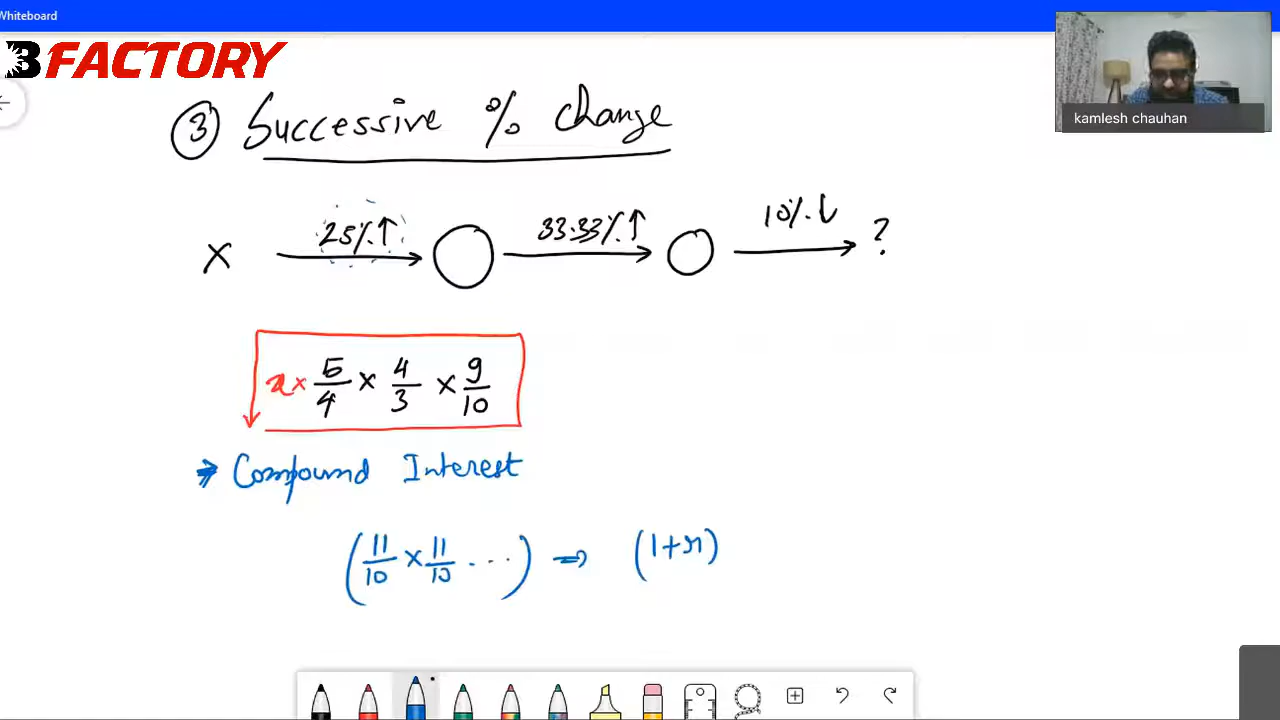 Whiteboard
3FACTORY
kamlesh chauhan
③ Successive % change
x 25%↑ 33.33%↑ 10%↓ ?
x × 5/4 × 4/3 × 9/10
→ Compound Interest
(11/10 × 11/10 ...) ⇒ (1+r)